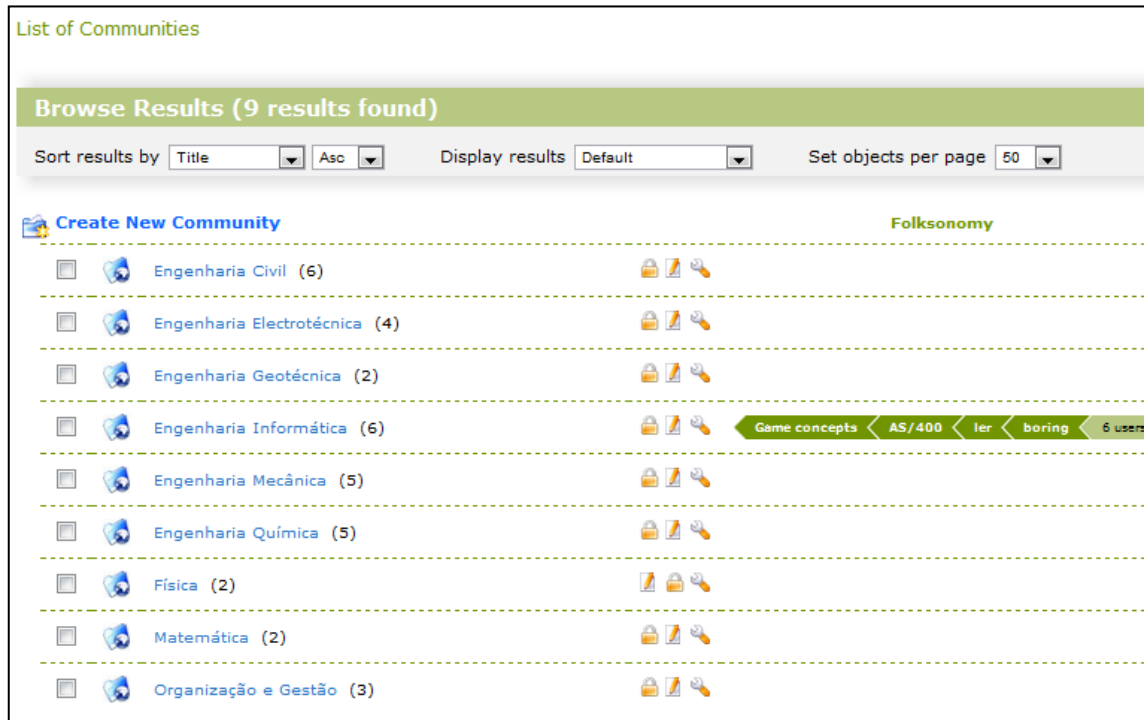 List of Communities
Browse Results (9 results found)
Sort results by Title Asc Display results Default Set objects per page 50
Create New Community Folksonomy
Engenharia Civil (6)
Engenharia Electrotécnica (4)
Engenharia Geotécnica (2)
Engenharia Informática (6) Game concepts AS/400 ler boring 6 users
Engenharia Mecânica (5)
Engenharia Química (5)
Física (2)
Matemática (2)
Organização e Gestão (3)